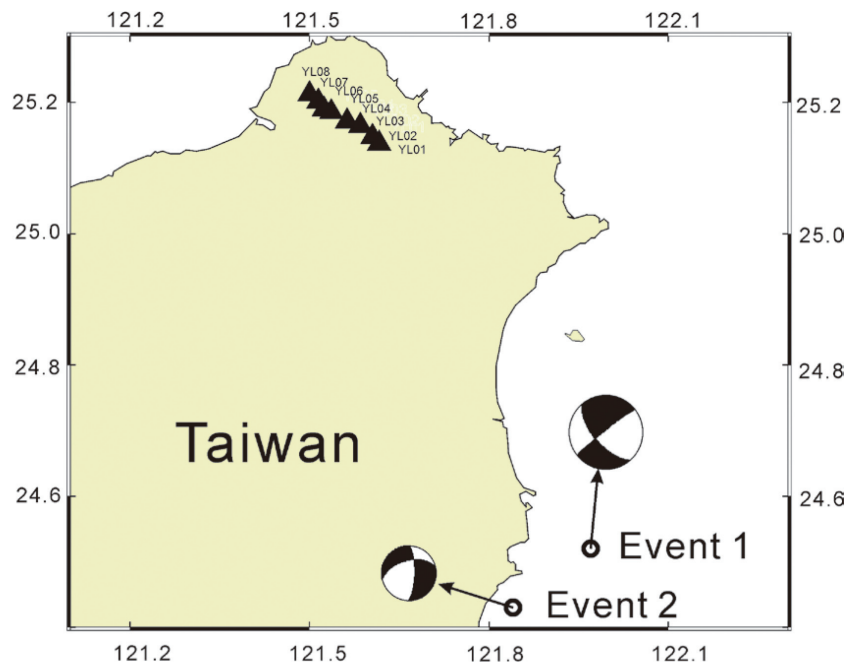 121.2 121.5 121.8 122.1
YL08
YL07
YL06
25.2 YL05 25.2
YL04
YL03
YL02
YL01
25.0 25.0
24.8 24.8
Taiwan
24.6 24.6
Event 1
Event 2
121.2 121.5 121.8 122.1